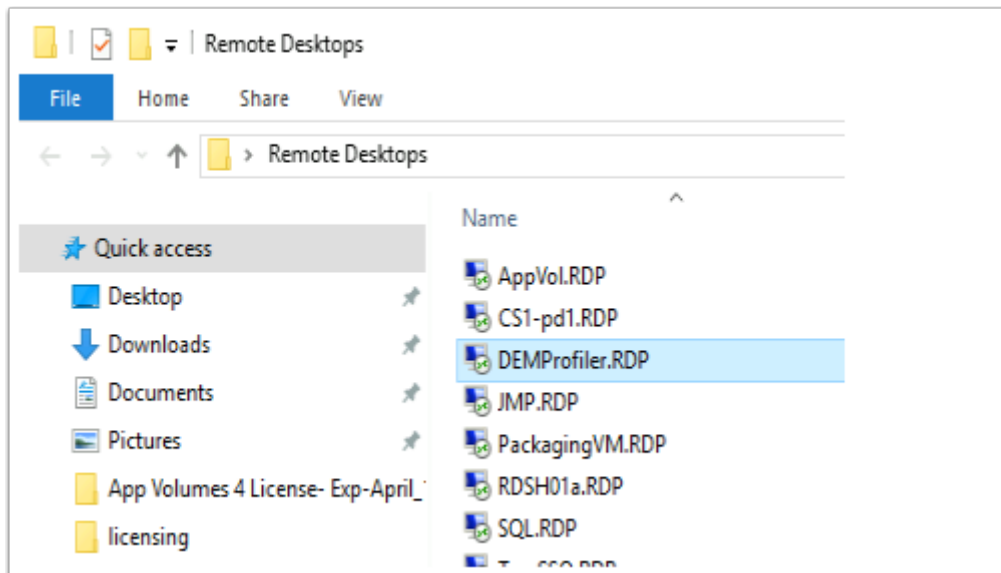 Remote Desktops
File Home Share View
Remote Desktops
Name
Quick access
Desktop
Downloads
Documents
Pictures
App Volumes 4 License- Exp-April_
licensing
AppVol.RDP
CS1-pd1.RDP
DEMProfiler.RDP
JMP.RDP
PackagingVM.RDP
RDSH01a.RDP
SQL.RDP